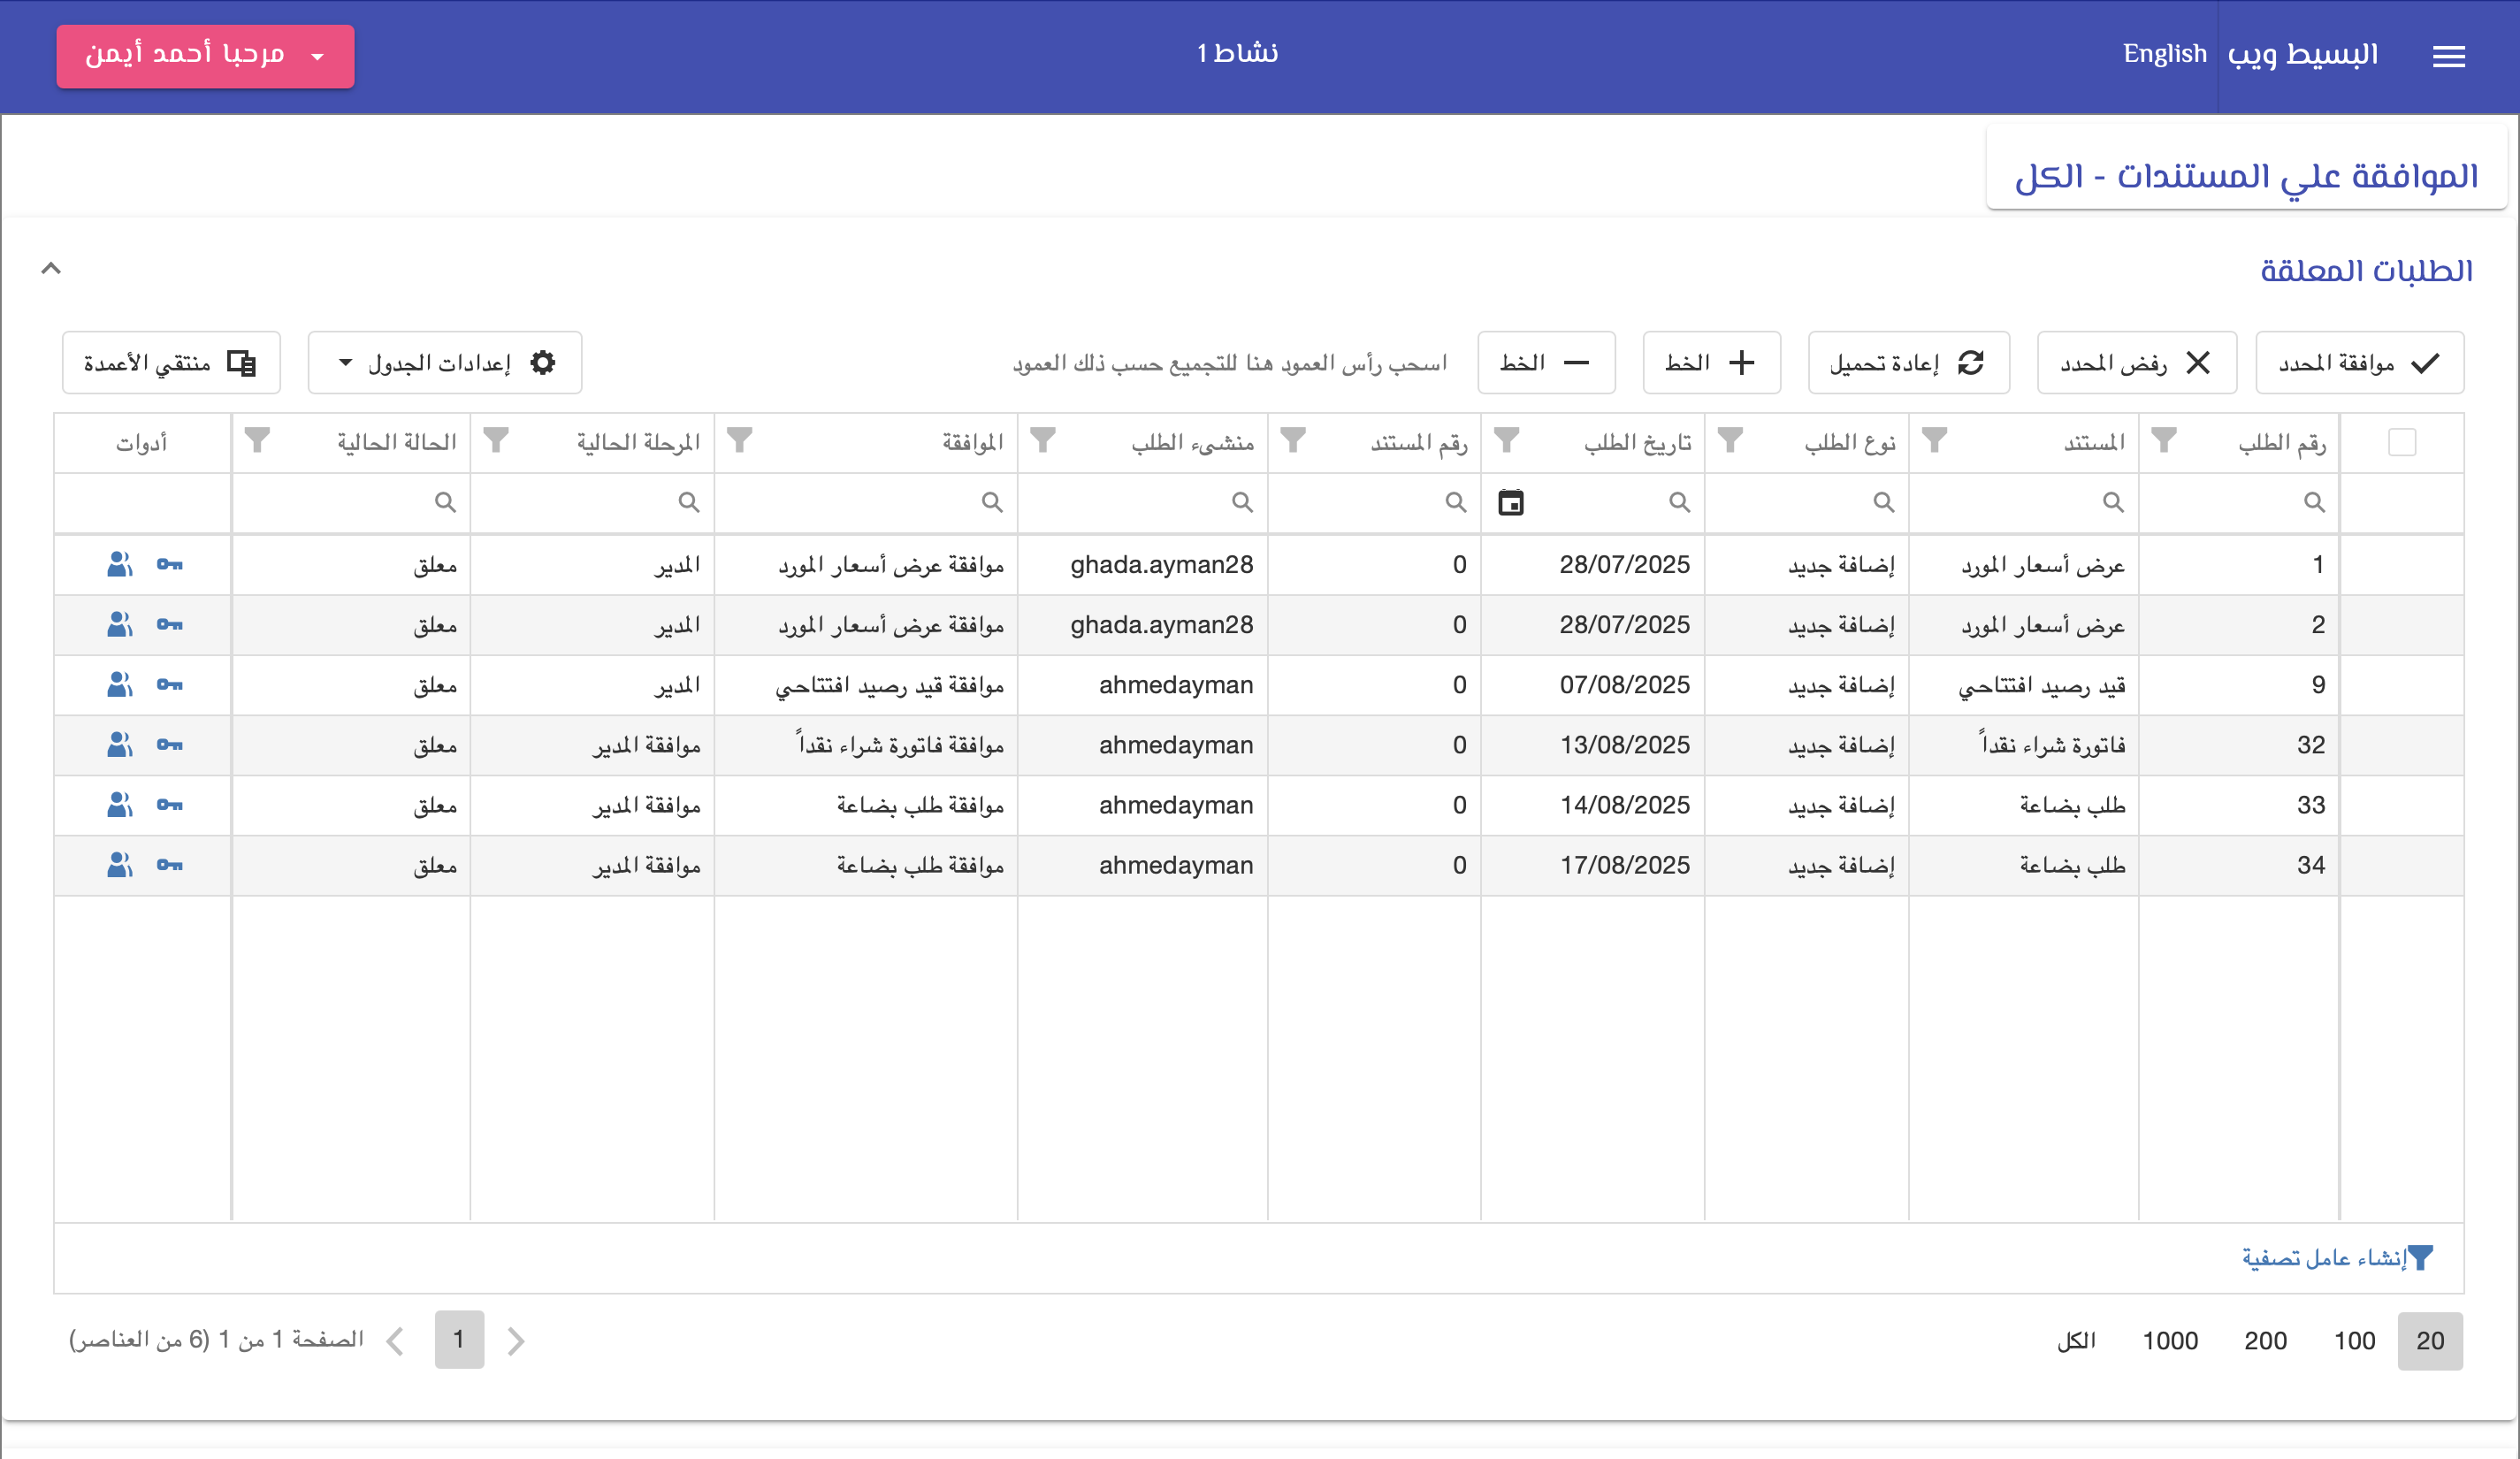 البسيط ويب English نشاط 1 مرحبا أحمد أيمن
الموافقة علي المستندات - الكل
الطلبات المعلقة
موافقة المحدد رفض المحدد إعادة تحميل الخط الخط اسحب رأس العمود هنا للتجميع حسب ذلك العمود إعدادات الجدول منتقي الأعمدة
رقم الطلب المستند نوع الطلب تاريخ الطلب رقم المستند منشىء الطلب الموافقة المرحلة الحالية الحالة الحالية أدوات
1 عرض أسعار المورد إضافة جديد 28/07/2025 0 ghada.ayman28 موافقة عرض أسعار المورد المدير معلق
2 عرض أسعار المورد إضافة جديد 28/07/2025 0 ghada.ayman28 موافقة عرض أسعار المورد المدير معلق
9 قيد رصيد افتتاحي إضافة جديد 07/08/2025 0 ahmedayman موافقة قيد رصيد افتتاحي المدير معلق
32 فاتورة شراء نقداً إضافة جديد 13/08/2025 0 ahmedayman موافقة فاتورة شراء نقداً موافقة المدير معلق
33 طلب بضاعة إضافة جديد 14/08/2025 0 ahmedayman موافقة طلب بضاعة موافقة المدير معلق
34 طلب بضاعة إضافة جديد 17/08/2025 0 ahmedayman موافقة طلب بضاعة موافقة المدير معلق
إنشاء عامل تصفية
20 100 200 1000 الكل 1 الصفحة 1 من 1 (6 من العناصر)